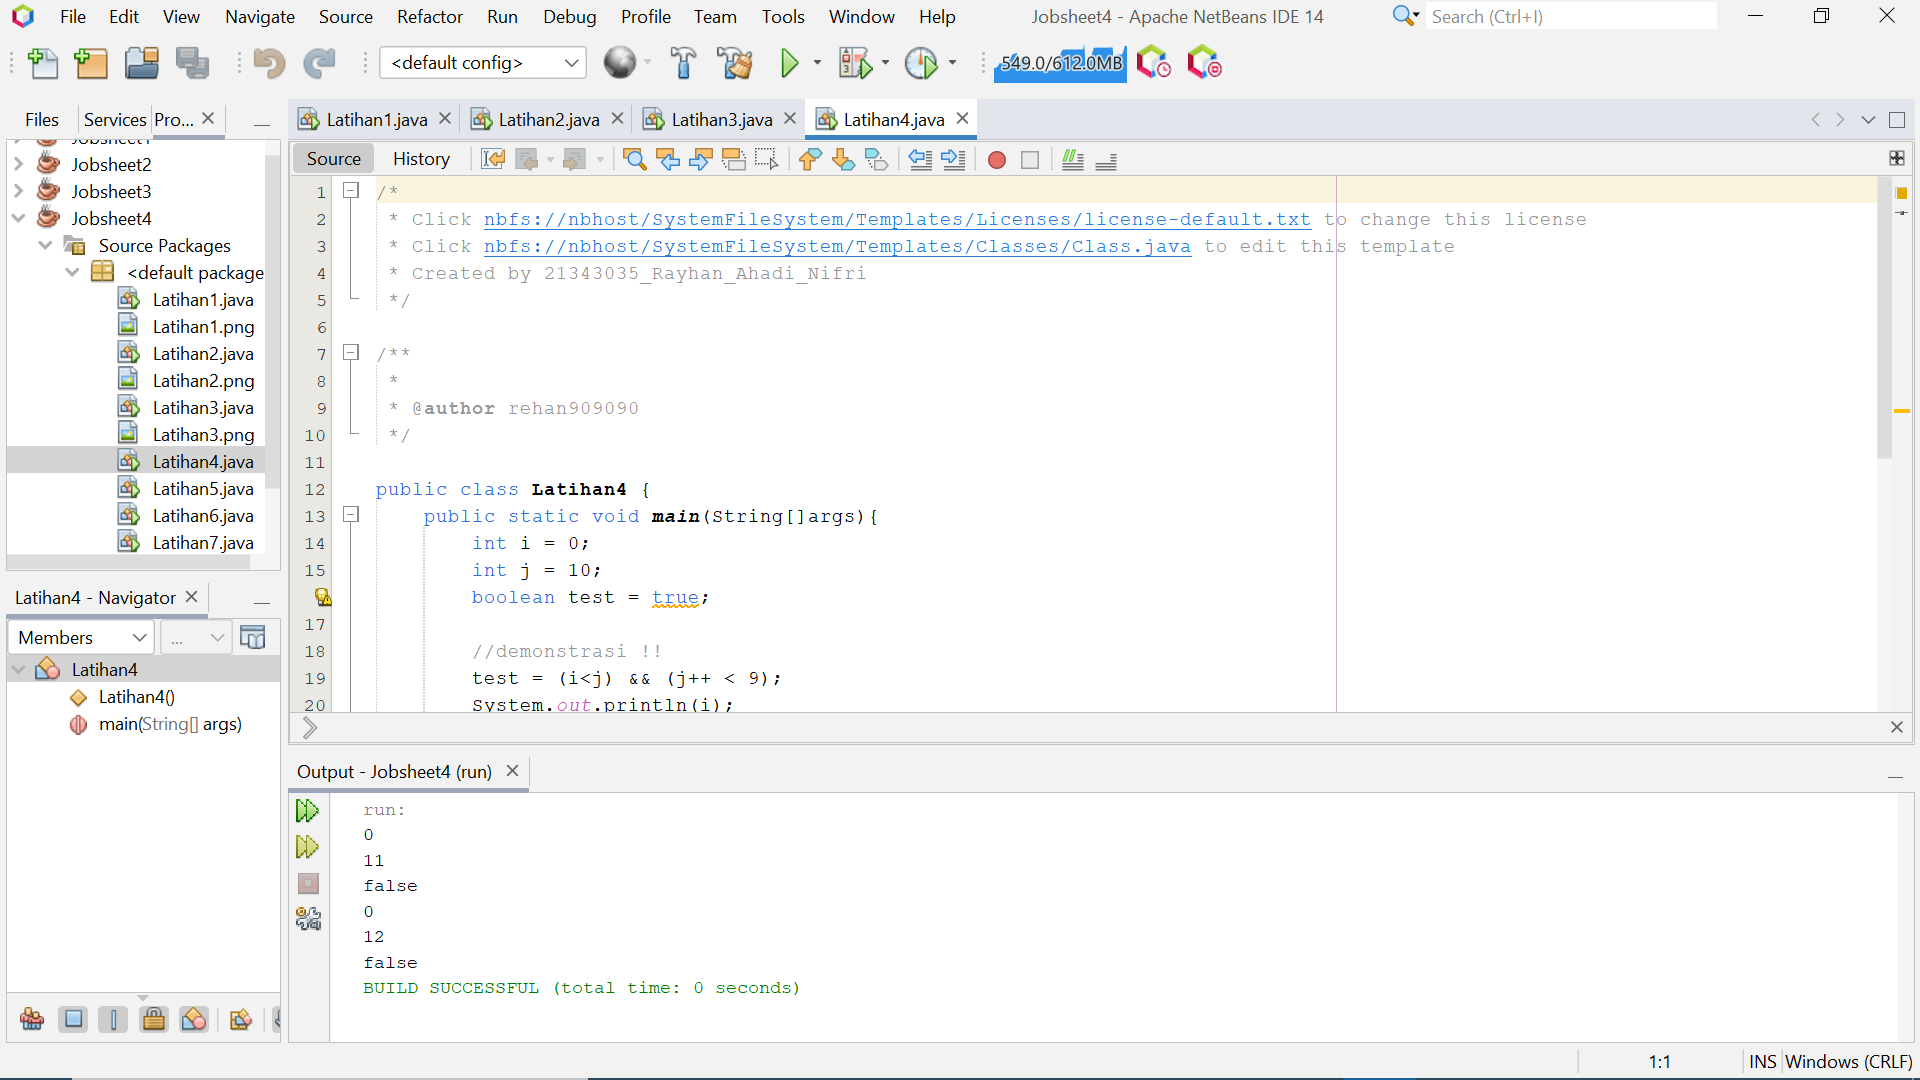 File Edit View Navigate Source Refactor Run Debug Profile Team Tools Window Help
Jobsheet4 - Apache NetBeans IDE 14
Search (Ctrl+I)
<default config>
549.0/612.0MB
Files Services Pro...
Latihan1.java Latihan2.java Latihan3.java Latihan4.java
Jobsheet1
Jobsheet2
Jobsheet3
Jobsheet4
Source Packages
<default package
Latihan1.java
Latihan1.png
Latihan2.java
Latihan2.png
Latihan3.java
Latihan3.png
Latihan4.java
Latihan5.java
Latihan6.java
Latihan7.java
Latihan4 - Navigator
Members ...
Latihan4
Latihan4()
main(String[] args)
Source History
1 /*
2 * Click nbfs://nbhost/SystemFileSystem/Templates/Licenses/license-default.txt to change this license
3 * Click nbfs://nbhost/SystemFileSystem/Templates/Classes/Class.java to edit this template
4 * Created by 21343035_Rayhan_Ahadi_Nifri
5 */
6
7 /**
8 *
9 * @author rehan909090
10 */
11
12 public class Latihan4 {
13 public static void main(String[]args){
14 int i = 0;
15 int j = 10;
boolean test = true;
17
18 //demonstrasi !!
19 test = (i<j) && (j++ < 9);
20 System.out.println(i);
Output - Jobsheet4 (run)
run:
0
11
false
0
12
false
BUILD SUCCESSFUL (total time: 0 seconds)
1:1 INS Windows (CRLF)